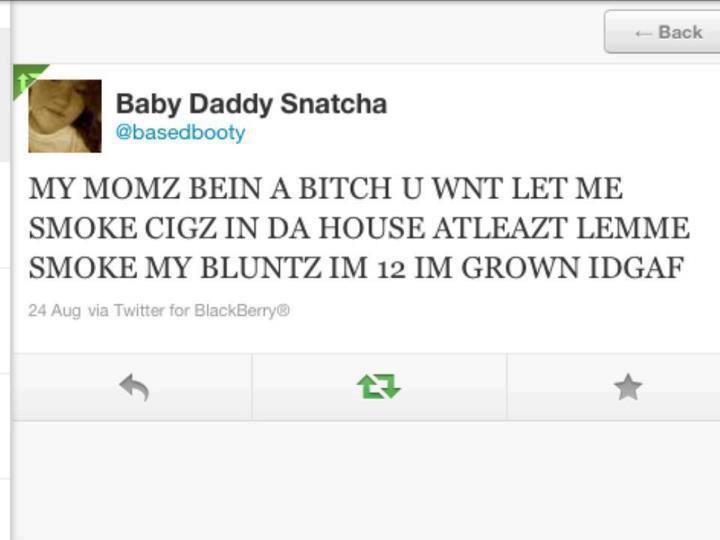 ← Back
Baby Daddy Snatcha
@basedbooty
MY MOMZ BEIN A BITCH U WNT LET ME
SMOKE CIGZ IN DA HOUSE ATLEAZT LEMME
SMOKE MY BLUNTZ IM 12 IM GROWN IDGAF
24 Aug via Twitter for BlackBerry®